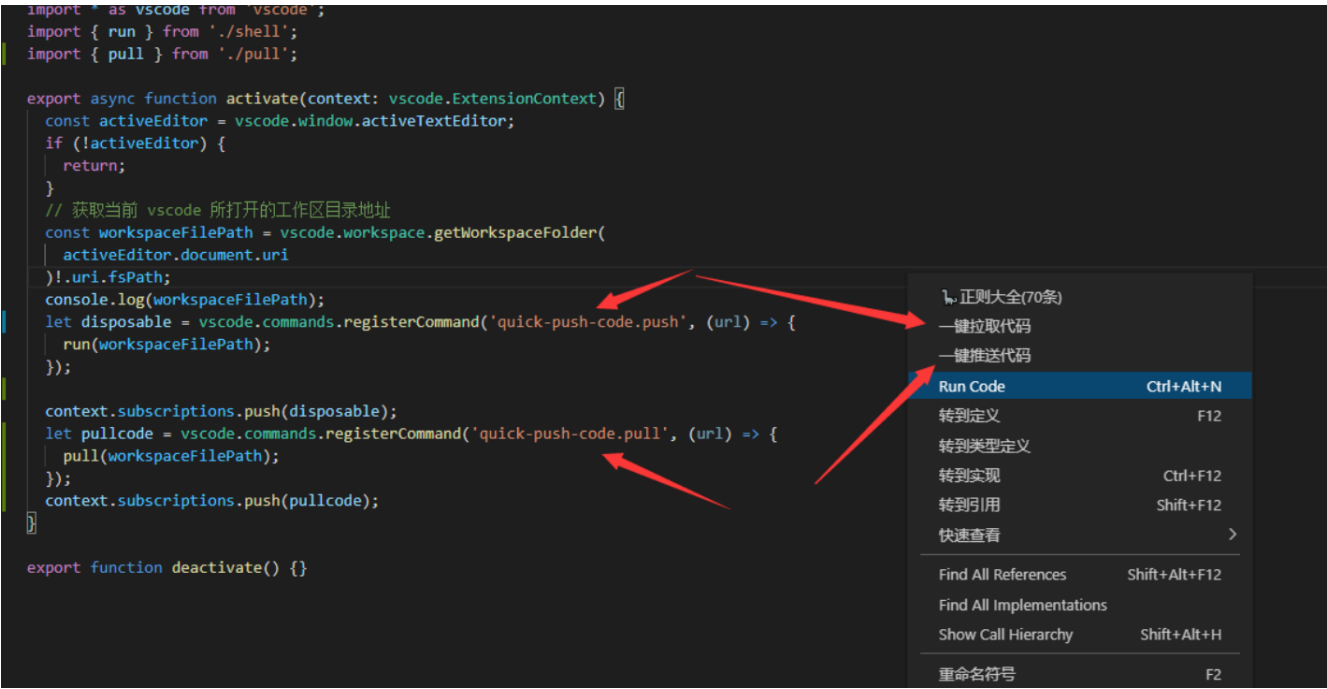 import * as vscode from 'vscode';
import { run } from './shell';
import { pull } from './pull';
export async function activate(context: vscode.ExtensionContext) {
const activeEditor = vscode.window.activeTextEditor;
if (!activeEditor) {
return;
}
// 获取当前 vscode 所打开的工作区目录地址
const workspaceFilePath = vscode.workspace.getWorkspaceFolder(
activeEditor.document.uri
)!.uri.fsPath;
console.log(workspaceFilePath);
let disposable = vscode.commands.registerCommand('quick-push-code.push', (url) => {
run(workspaceFilePath);
});
context.subscriptions.push(disposable);
let pullcode = vscode.commands.registerCommand('quick-push-code.pull', (url) => {
pull(workspaceFilePath);
});
context.subscriptions.push(pullcode);
}
export function deactivate() {}
🦕正则大全(70条)
一键拉取代码
一键推送代码
Run Code Ctrl+Alt+N
转到定义 F12
转到类型定义
转到实现 Ctrl+F12
转到引用 Shift+F12
快速查看 >
Find All References Shift+Alt+F12
Find All Implementations
Show Call Hierarchy Shift+Alt+H
重命名符号 F2